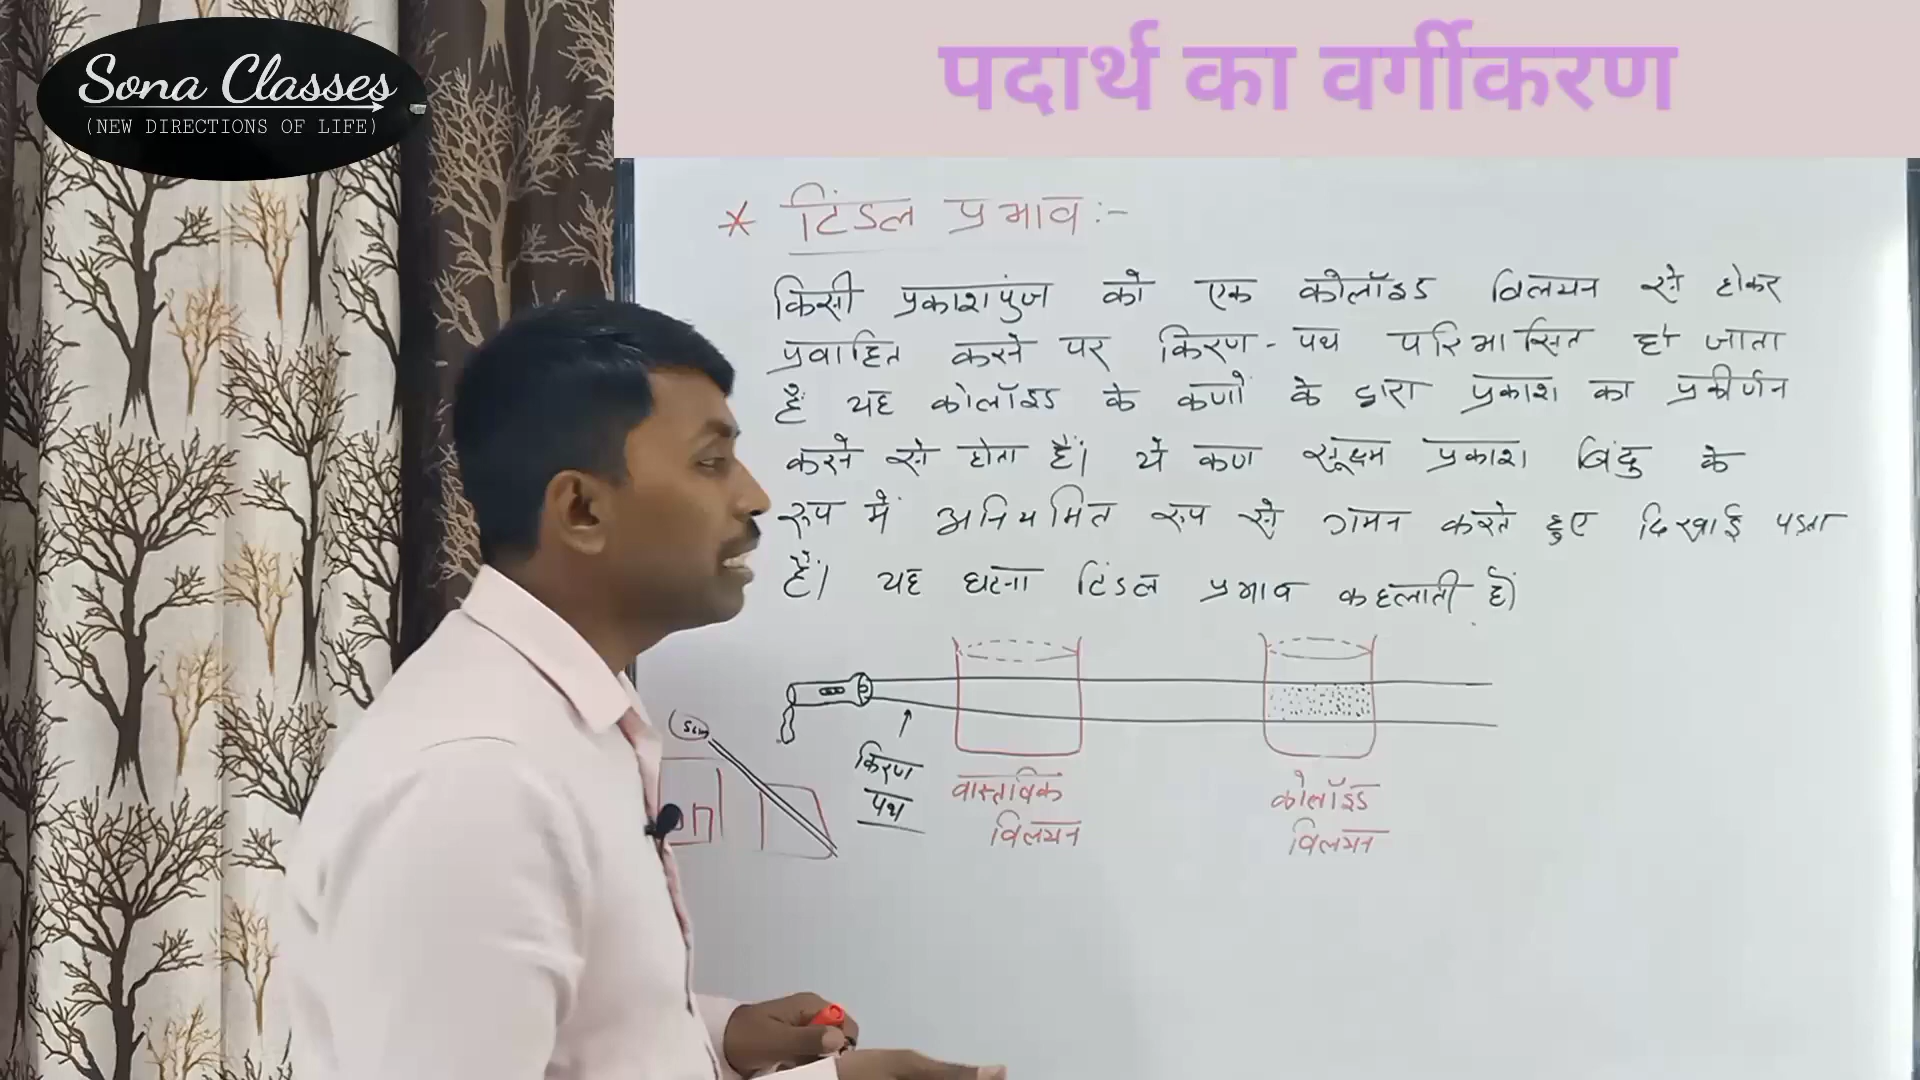 Sona Classes
(NEW DIRECTIONS OF LIFE)
पदार्थ का वर्गीकरण
* टिंडल प्रभाव :-
किसी प्रकाशपुंज को एक कोलॉइड विलयन से होकर
प्रवाहित करने पर किरण - पथ परिभासित हो जाता
है यह कोलॉइड के कणों के द्वारा प्रकाश का प्रकीर्णन
करने से होता है। ये कण सूक्ष्म प्रकाश बिंदु के
रूप में अनियमित रूप से गमन करते हुए दिखाई पड़ता
है। यह घटना टिंडल प्रभाव कहलाती है।
Sun
किरण
पथ
वास्तविक
विलयन
कोलॉइड
विलयन